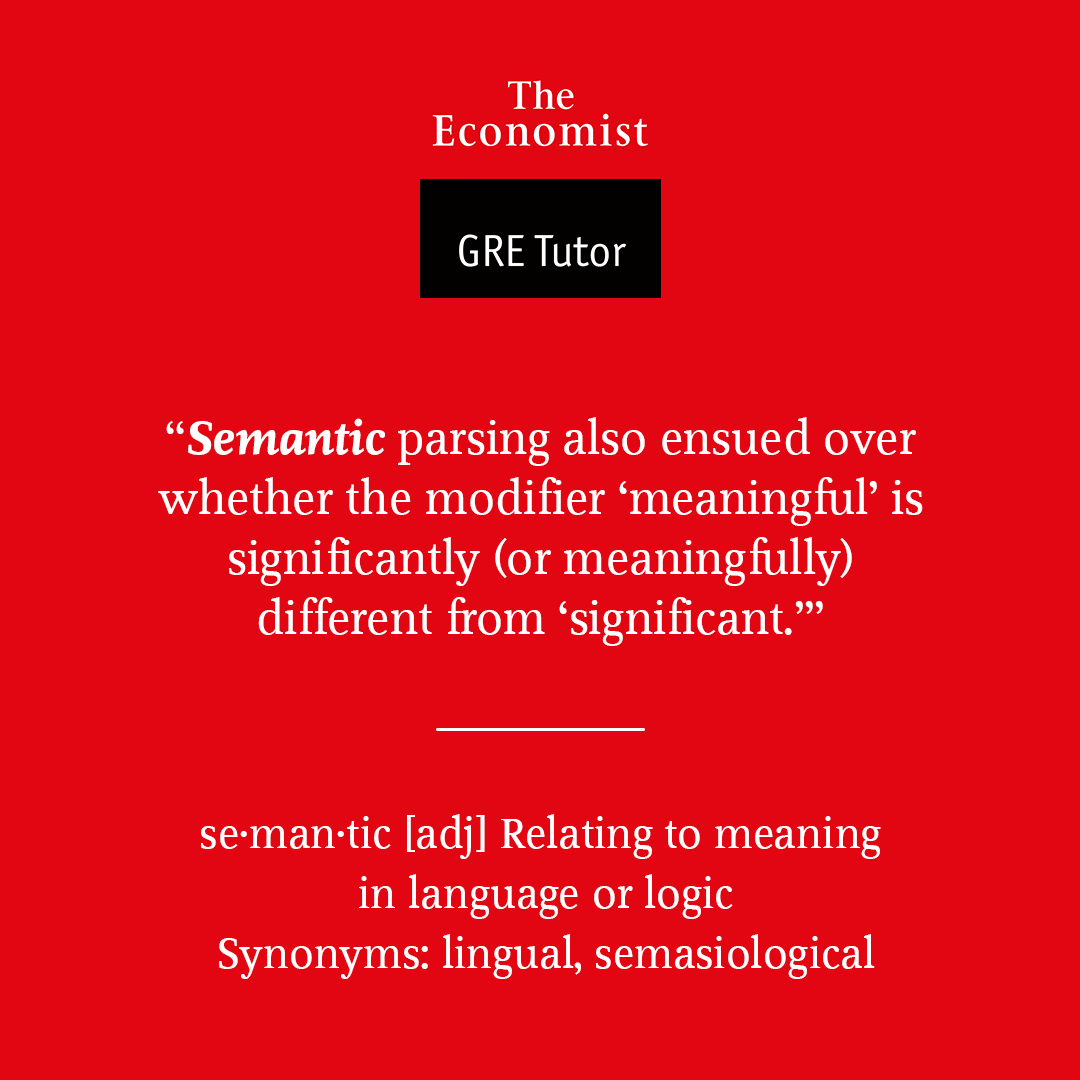 The
Economist
GRE Tutor
“Semantic parsing also ensued over
whether the modifier ‘meaningful’ is
significantly (or meaningfully)
different from ‘significant.’”
se·man·tic [adj] Relating to meaning
in language or logic
Synonyms: lingual, semasiological